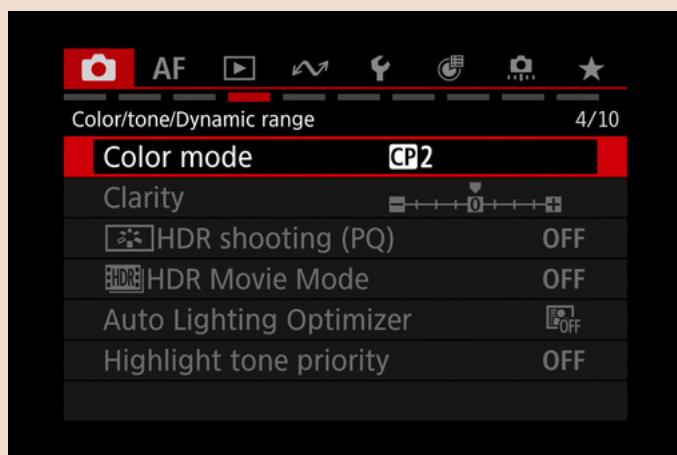 AF
Color/tone/Dynamic range 4/10
Color mode CP2
Clarity 0
HDR shooting (PQ) OFF
HDR HDR Movie Mode OFF
Auto Lighting Optimizer OFF
Highlight tone priority OFF